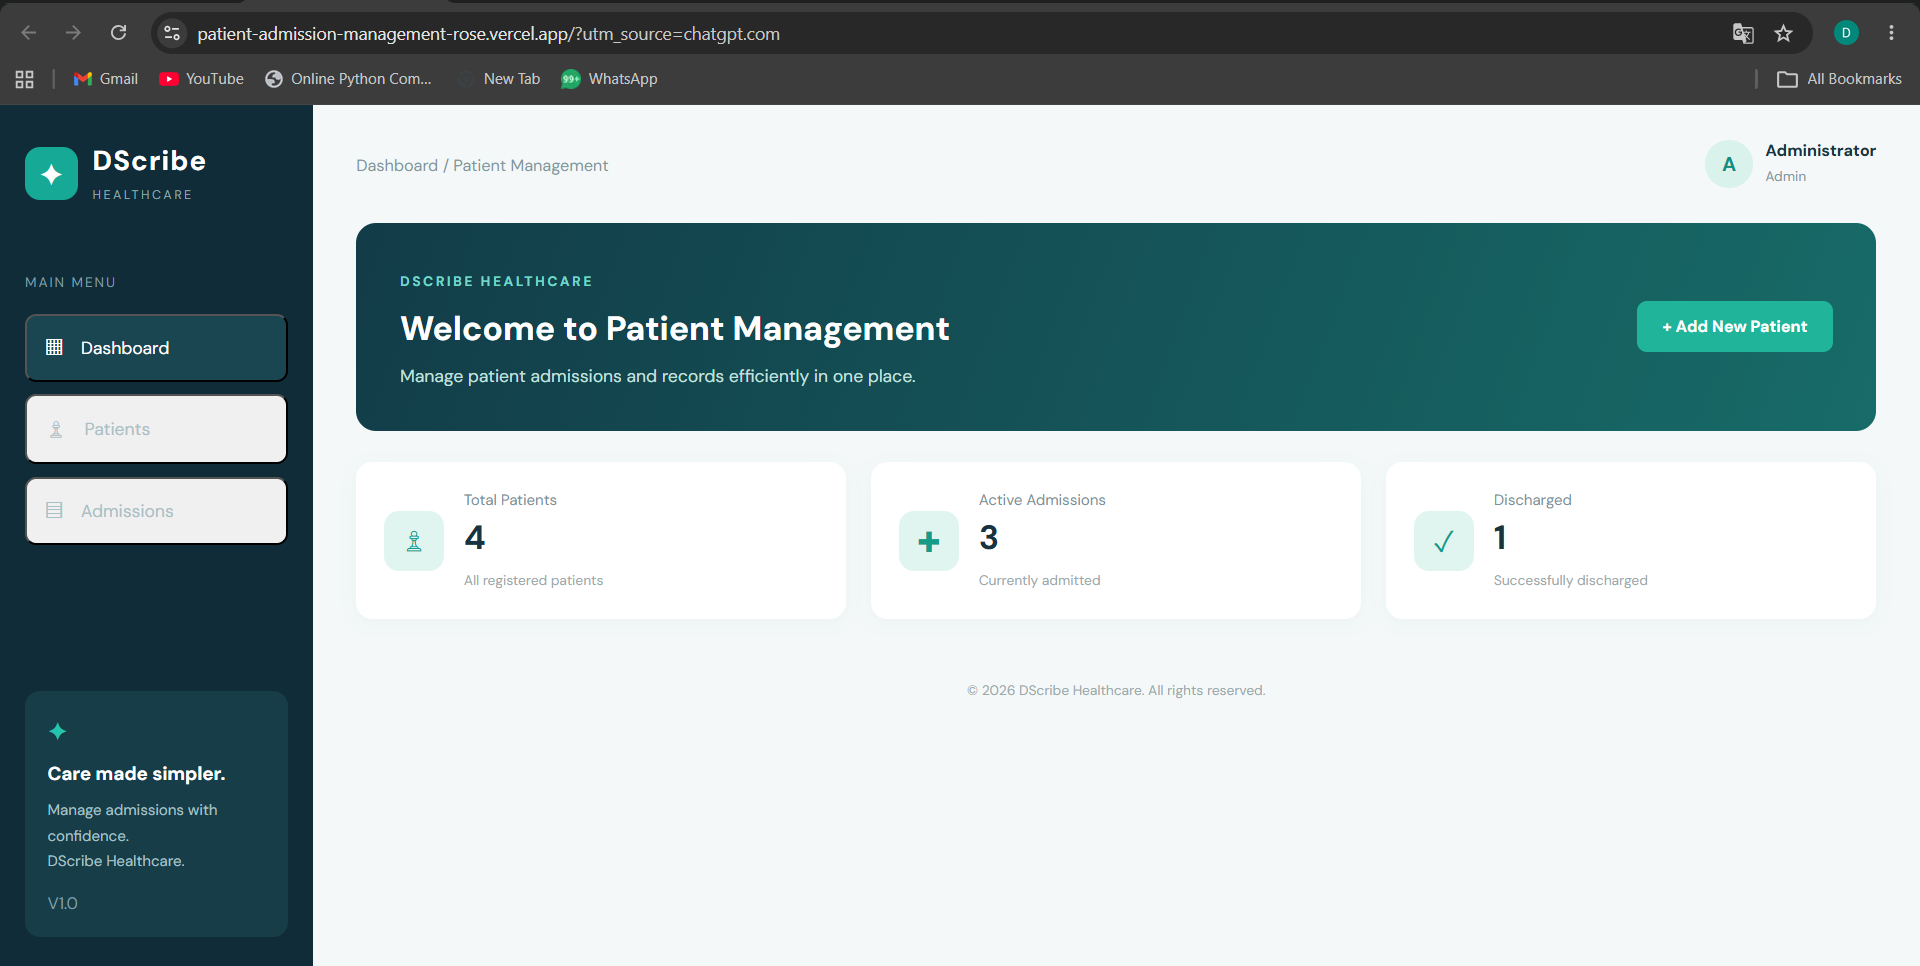 patient-admission-management-rose.vercel.app/?utm_source=chatgpt.com
D
Gmail
YouTube
Online Python Com...
New Tab
99+
WhatsApp
All Bookmarks
DScribe
HEALTHCARE
MAIN MENU
Dashboard
Patients
Admissions
Care made simpler.
Manage admissions with
confidence.
DScribe Healthcare.
V1.0
Dashboard / Patient Management
A
Administrator
Admin
DSCRIBE HEALTHCARE
Welcome to Patient Management
Manage patient admissions and records efficiently in one place.
+ Add New Patient
Total Patients
4
All registered patients
Active Admissions
3
Currently admitted
Discharged
1
Successfully discharged
© 2026 DScribe Healthcare. All rights reserved.